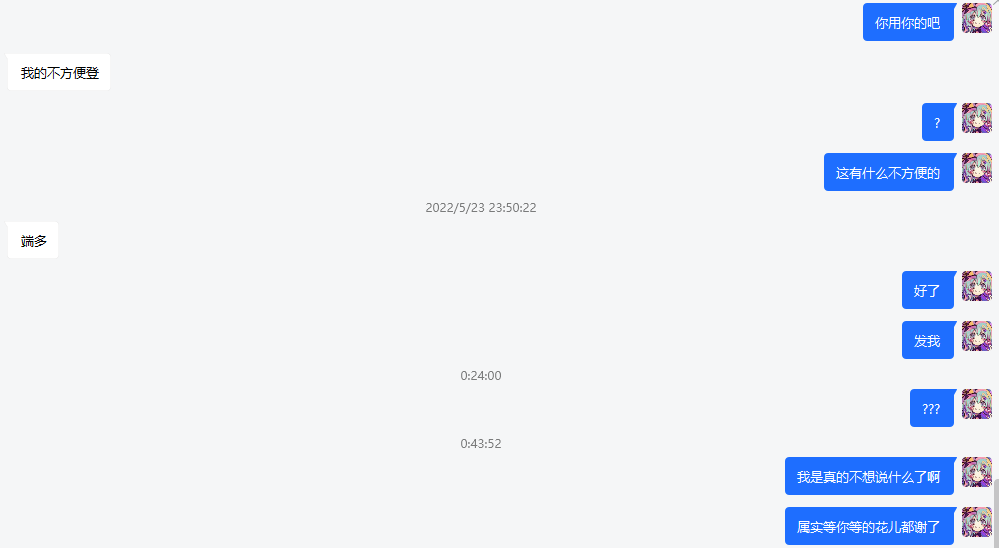 你用你的吧
我的不方便登
?
这有什么不方便的
2022/5/23 23:50:22
端多
好了
发我
0:24:00
???
0:43:52
我是真的不想说什么了啊
属实等你等的花儿都谢了